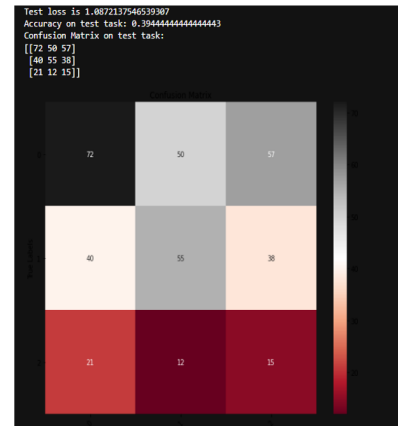 Test loss is 1.0872137546539307
Accuracy on test task: 0.39444444444444443
Confusion Matrix on test task:
[[72 50 57]
[40 55 38]
[21 12 15]]
Confusion Matrix
72 50 57
40 55 38
21 12 15